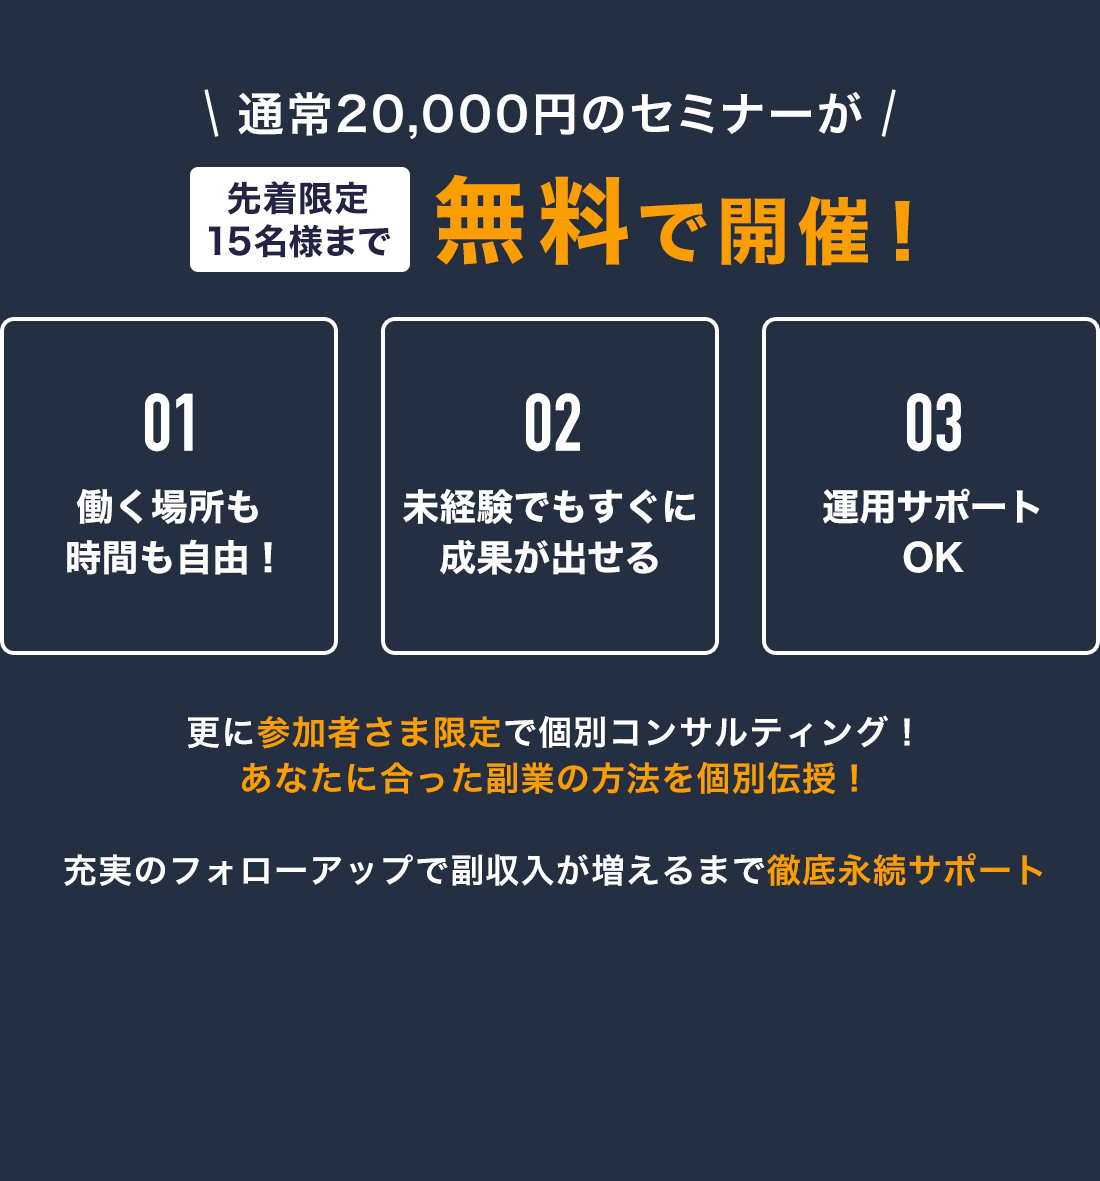 \ 通常20,000円のセミナーが /
先着限定
15名様まで
無料で開催！
01
働く場所も
時間も自由！
02
未経験でもすぐに
成果が出せる
03
運用サポート
OK
更に参加者さま限定で個別コンサルティング！
あなたに合った副業の方法を個別伝授！
充実のフォローアップで副収入が増えるまで徹底永続サポート